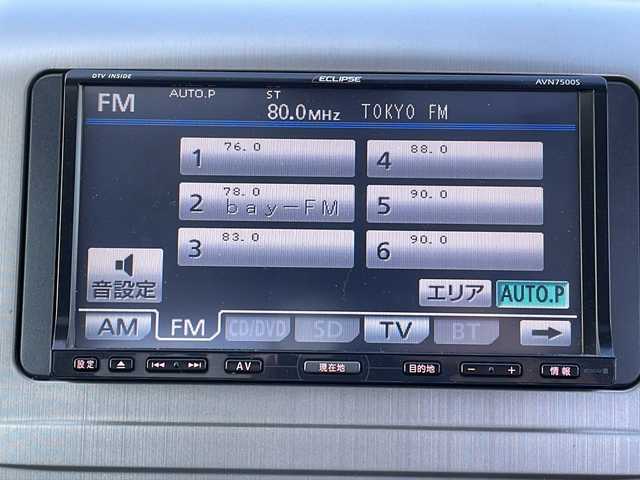 DTV INSIDE ECLIPSE AVN7500S
FM AUTO.P ST 80.0MHz TOKYO FM
1 76.0
4 88.0
2 78.0 bay-FM
5 90.0
3 83.0
6 90.0
音設定 エリア AUTO.P
AM FM CD/DVD SD TV BT
設定 AV 現在地 目的地 − + 情報